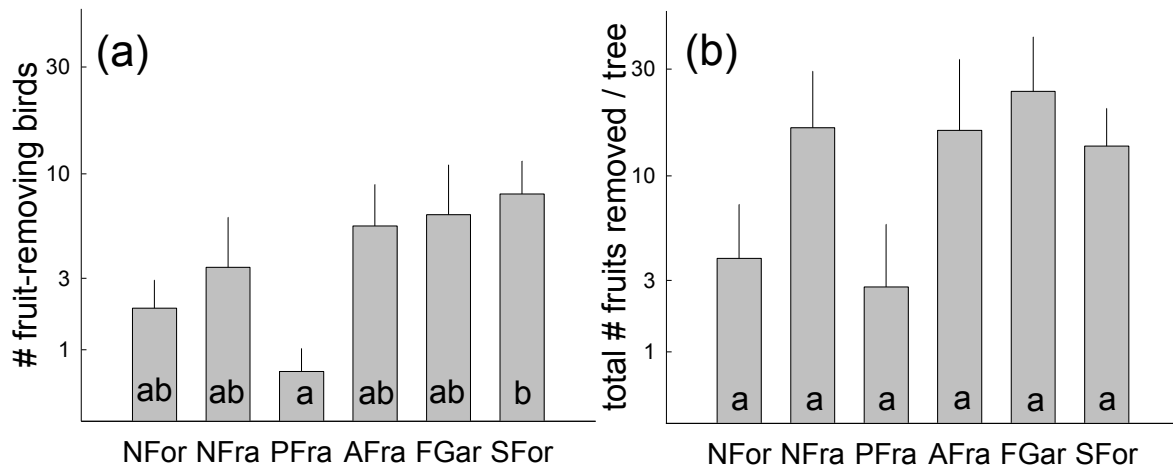 (a)
# fruit-removing birds
30
10
3
1
ab
ab
a
ab
ab
b
NFor NFra PFra AFra FGar SFor
(b)
total # fruits removed / tree
30
10
3
1
a
a
a
a
a
a
NFor NFra PFra AFra FGar SFor